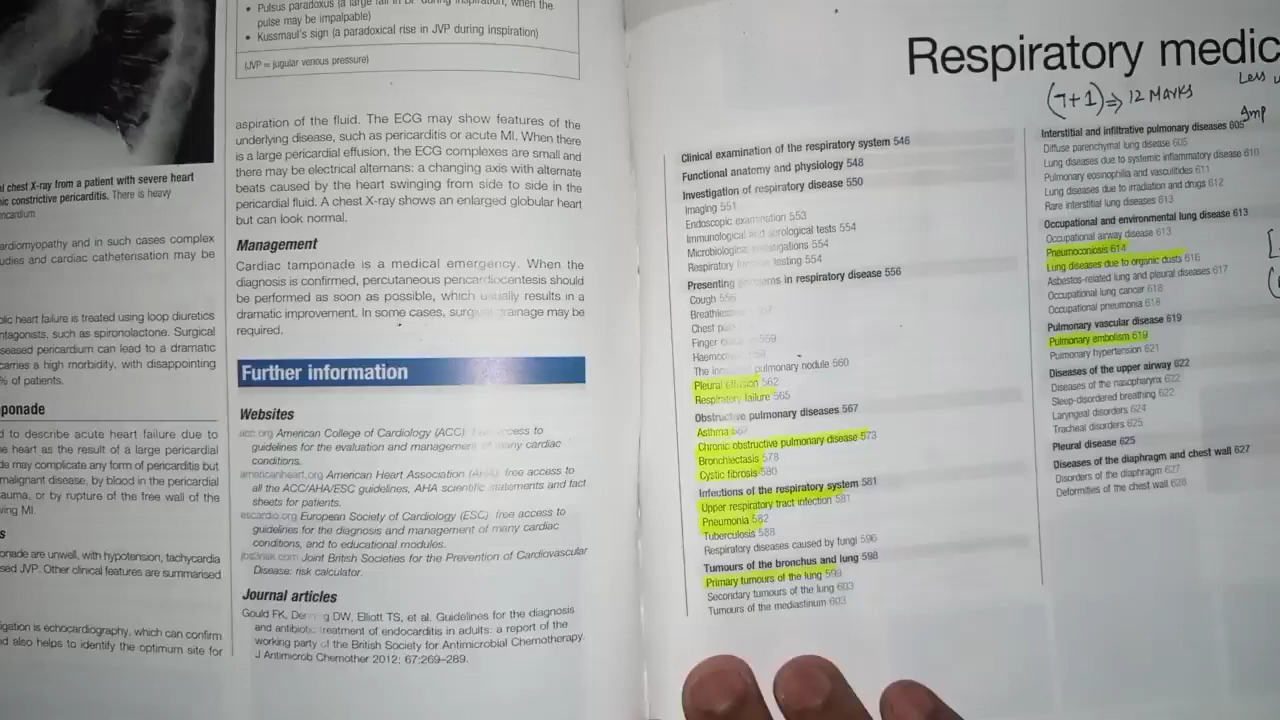 al chest X-ray from a patient with severe heart
ic constrictive pericarditis. There is heavy
ardiomyopathy and in such cases complex
udies and cardiac catheterisation may be
olic heart failure is treated using loop diuretics
ntagonists, such as spironolactone. Surgical
seased pericardium can lead to a dramatic
carries a high morbidity, with disappointing
% of patients.
ponade
d to describe acute heart failure due to
e heart as the result of a large pericardial
de may complicate any form of pericarditis but
malignant disease, by blood in the pericardial
auma, or by rupture of the free wall of the
wing MI.
onade are unwell, with hypotension, tachycardia
sed JVP. Other clinical features are summarised
igation is echocardiography, which can confirm
d also helps to identify the optimum site for
• Pulsus paradoxus (a large fall in BP during inspiration, when the
pulse may be impalpable)
• Kussmaul's sign (a paradoxical rise in JVP during inspiration)
(JVP = jugular venous pressure)
aspiration of the fluid. The ECG may show features of the
underlying disease, such as pericarditis or acute MI. When there
is a large pericardial effusion, the ECG complexes are small and
there may be electrical alternans: a changing axis with alternate
beats caused by the heart swinging from side to side in the
pericardial fluid. A chest X-ray shows an enlarged globular heart
but can look normal.
Management
Cardiac tamponade is a medical emergency. When the
diagnosis is confirmed, percutaneous pericardiocentesis should
be performed as soon as possible, which usually results in a
dramatic improvement. In some cases, surgical drainage may be
required.
Further information
Websites
acc.org American College of Cardiology (ACC): free access to
guidelines for the evaluation and management of many cardiac
conditions.
americanheart.org American Heart Association (AHA): free access to
all the ACC/AHA/ESC guidelines, AHA scientific statements and fact
sheets for patients.
escardio.org European Society of Cardiology (ESC): free access to
guidelines for the diagnosis and management of many cardiac
conditions, and to educational modules.
jbs3risk.com Joint British Societies for the Prevention of Cardiovascular
Disease: risk calculator.
Journal articles
Gould FK, DW, Elliott TS, et al. Guidelines for the diagnosis
and antibiotic treatment of endocarditis in adults: a report of the
working party of the British Society for Antimicrobial Chemotherapy.
J Antimicrob Chemother 2012; 67:269–289.
Respiratory medic
(7+1) ⇒ 12 Marks
Less
Imp
Clinical examination of the respiratory system 546
Functional anatomy and physiology 548
Investigation of respiratory disease 550
Imaging 551
Endoscopic examination 553
Immunological and serological tests 554
Microbiological investigations 554
Respiratory function testing 554
Presenting problems in respiratory disease 556
Cough 556
Breathlessness
Chest pain
Finger 559
Haemoptysis 559
The pulmonary nodule 560
Pleural effusion 562
Respiratory failure 565
Obstructive pulmonary diseases 567
Asthma 567
Chronic obstructive pulmonary disease 573
Bronchiectasis 578
Cystic fibrosis 580
Infections of the respiratory system 581
Upper respiratory tract infection 581
Pneumonia 582
Tuberculosis 588
Respiratory diseases caused by fungi 596
Tumours of the bronchus and lung 598
Primary tumours of the lung 599
Secondary tumours of the lung 603
Tumours of the mediastinum 603
Interstitial and infiltrative pulmonary diseases 605
Diffuse parenchymal lung disease 605
Lung diseases due to systemic inflammatory disease 610
Pulmonary eosinophilia and vasculitides 611
Lung diseases due to irradiation and drugs 612
Rare interstitial lung diseases 613
Occupational and environmental lung disease 613
Occupational airway disease 613
Pneumoconiosis 614
Lung diseases due to organic dusts 616
Asbestos-related lung and pleural diseases 617
Occupational lung cancer 618
Occupational pneumonia 618
Pulmonary vascular disease 619
Pulmonary embolism 619
Pulmonary hypertension 621
Diseases of the upper airway 622
Diseases of the nasopharynx 622
Sleep-disordered breathing 622
Laryngeal disorders 624
Tracheal disorders 625
Pleural disease 625
Diseases of the diaphragm and chest wall 627
Disorders of the diaphragm 627
Deformities of the chest wall 628